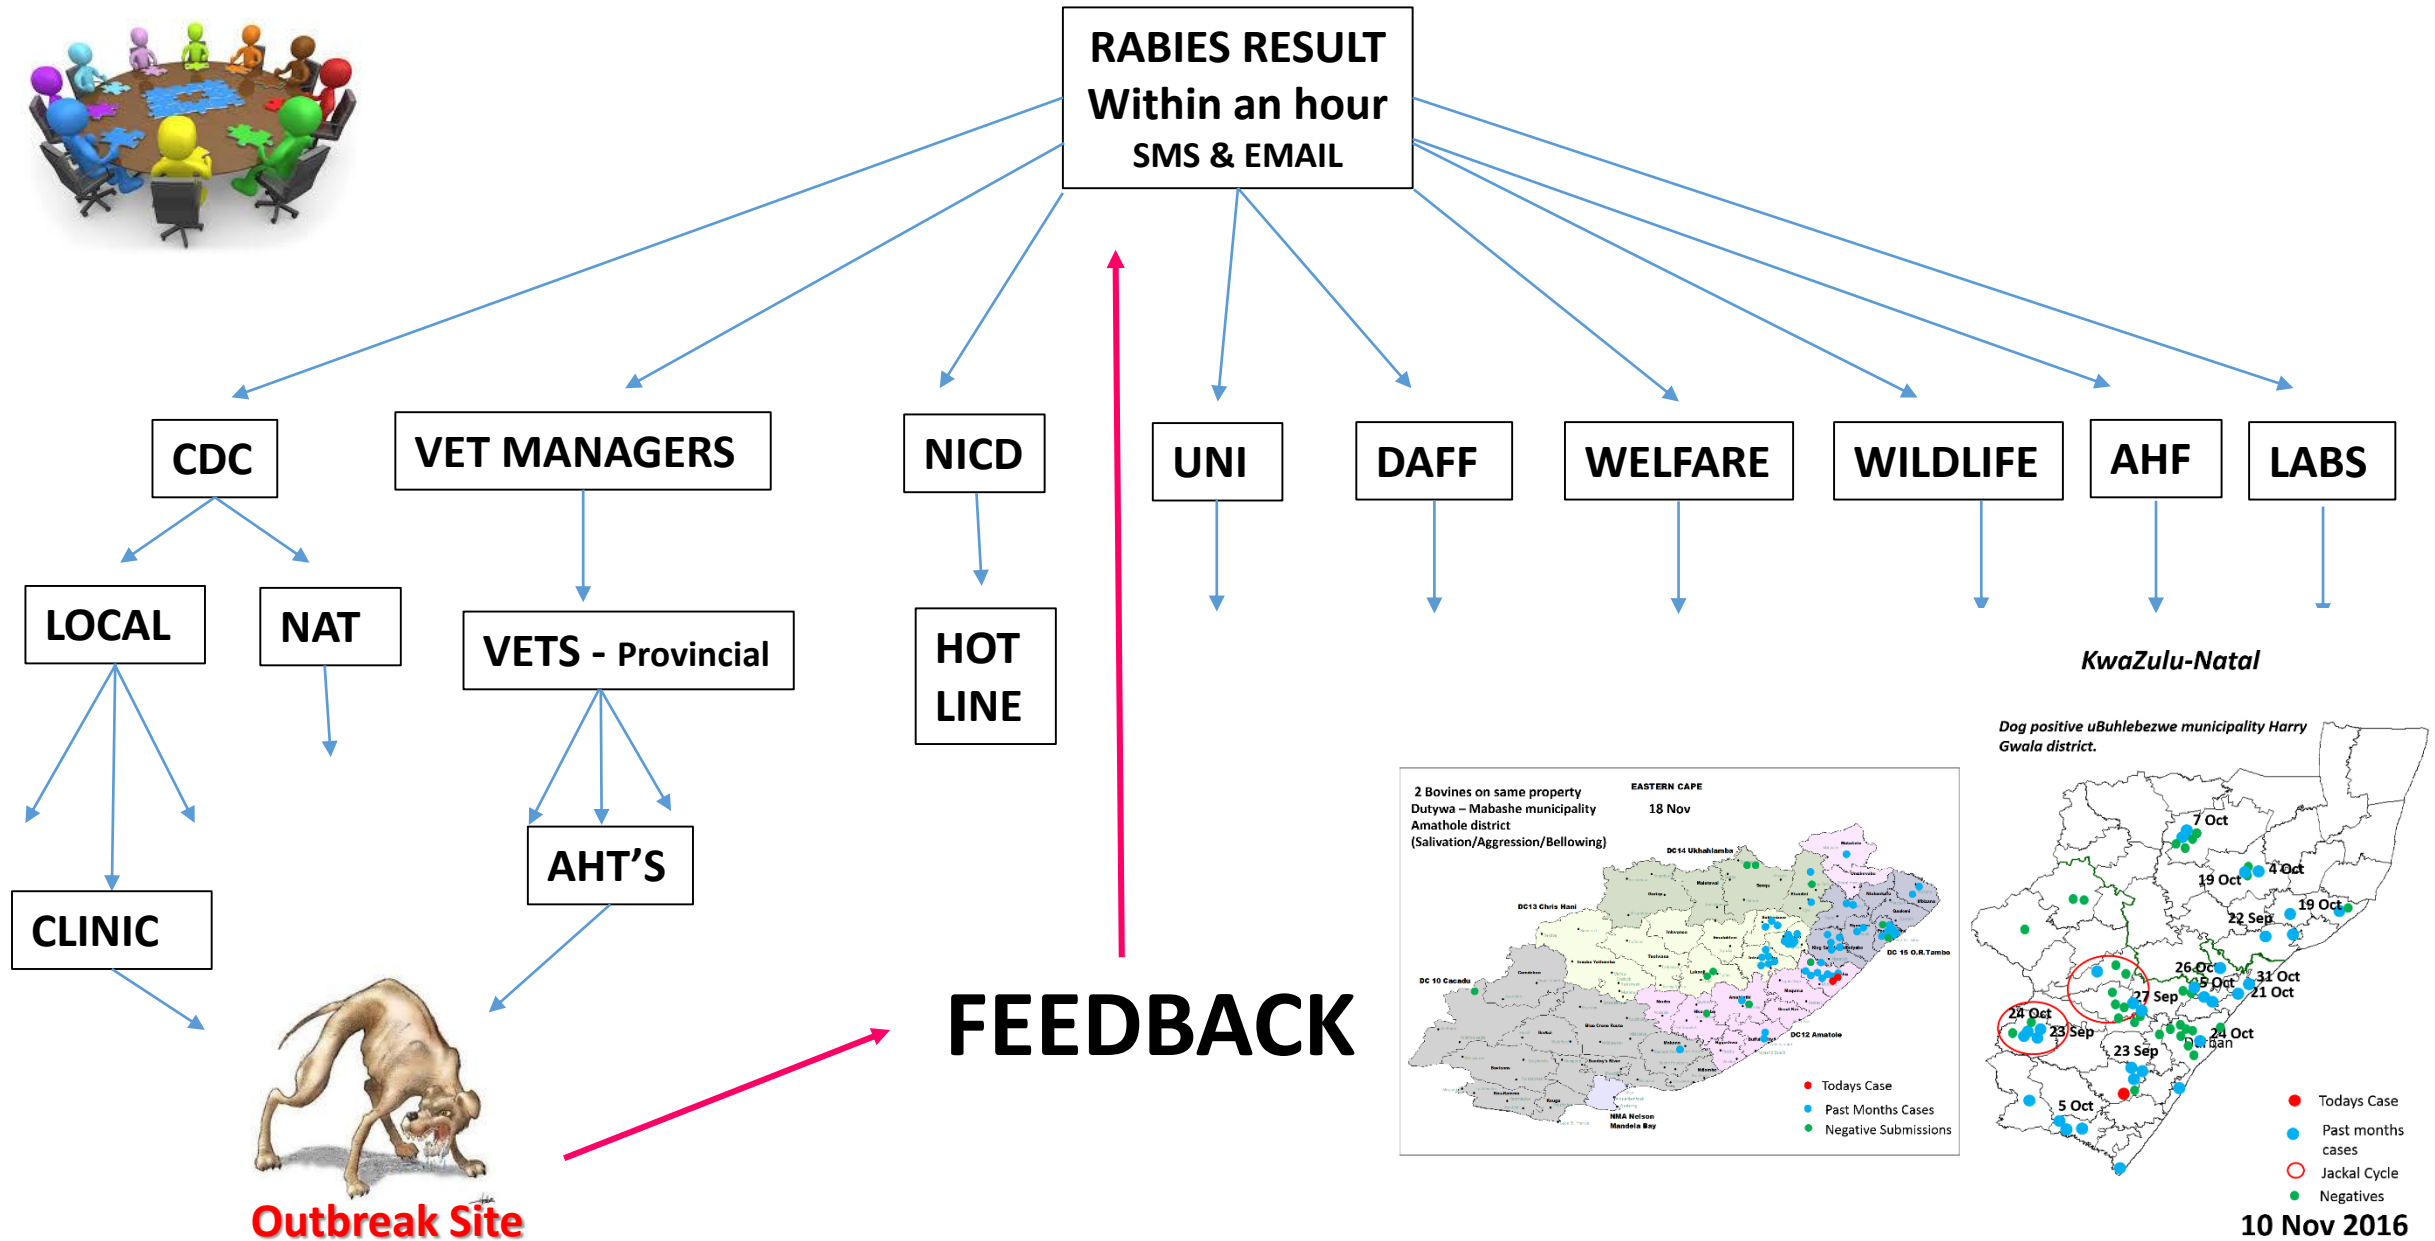 RABIES RESULT
Within an hour
SMS & EMAIL
CDC
VET MANAGERS
NICD
UNI
DAFF
WELFARE
WILDLIFE
AHF
LABS
LOCAL
NAT
VETS - Provincial
HOT
LINE
CLINIC
AHT'S
Outbreak Site
FEEDBACK
2 Bovines on same property
Dutywa – Mabashe municipality
Amathole district
(Salivation/Aggression/Bellowing)
EASTERN CAPE
18 Nov
DC14 Ukhahlamba
DC13 Chris Hani
DC 15 O.R.Tambo
DC 10 Cacadu
DC12 Amatole
NMA Nelson
Mandela Bay
Todays Case
Past Months Cases
Negative Submissions
KwaZulu-Natal
Dog positive uBuhlebezwe municipality Harry
Gwala district.
7 Oct
4 Oct
19 Oct
19 Oct
22 Sep
26 Oct
31 Oct
5 Oct
21 Oct
27 Sep
24 Oct
23 Sep
24 Oct
Durban
23 Sep
5 Oct
Todays Case
Past months
cases
Jackal Cycle
Negatives
10 Nov 2016